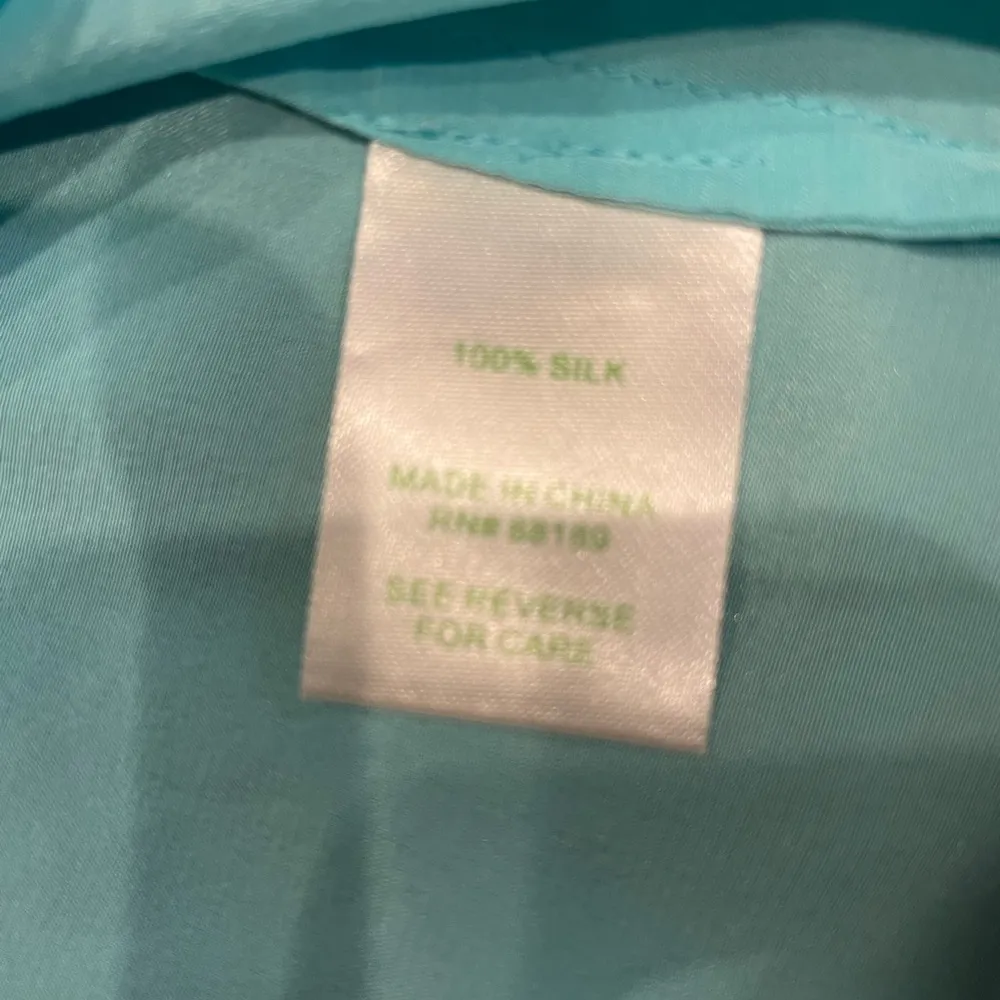 100% SILK
MADE IN CHINA
RN#
SEE REVERSE
FOR CARE